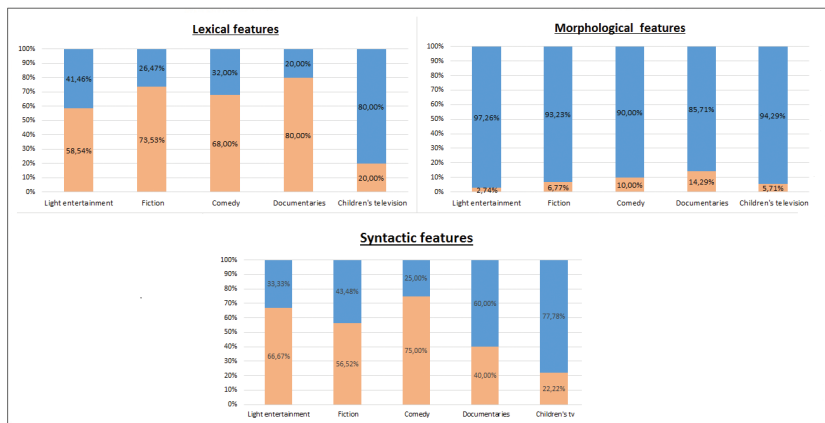 Lexical features
100%
90%
80%
70%
60%
50%
40%
30%
20%
10%
0%
41,46% 26,47% 32,00% 20,00% 80,00%
58,54% 73,53% 68,00% 80,00% 20,00%
Light entertainment Fiction Comedy Documentaries Children's television
Morphological features
100%
90%
80%
70%
60%
50%
40%
30%
20%
10%
0%
97,26% 93,23% 90,00% 85,71% 94,29%
2,74% 6,77% 10,00% 14,29% 5,71%
Light entertainment Fiction Comedy Documentaries Children's television
Syntactic features
100%
90%
80%
70%
60%
50%
40%
30%
20%
10%
0%
33,33% 43,48% 25,00% 60,00% 77,78%
66,67% 56,52% 75,00% 40,00% 22,22%
Light entertainment Fiction Comedy Documentaries Children's tv